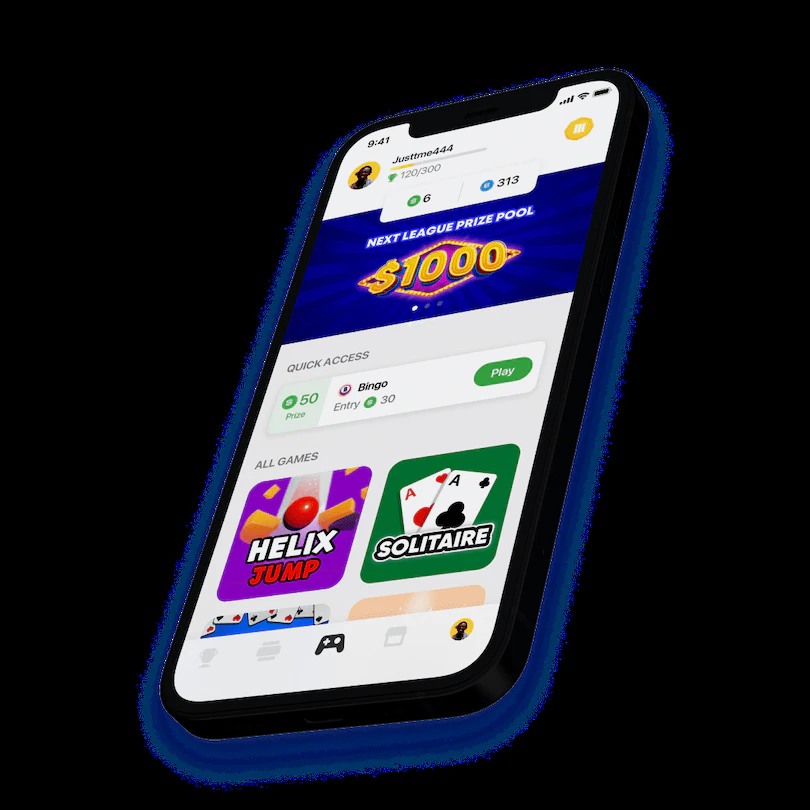 9:41
Justtme444
120/300
6
313
NEXT LEAGUE PRIZE POOL
$1000
QUICK ACCESS
50
Prize
Bingo
Entry 30
Play
ALL GAMES
HELIX
JUMP
A
A
SOLITAIRE